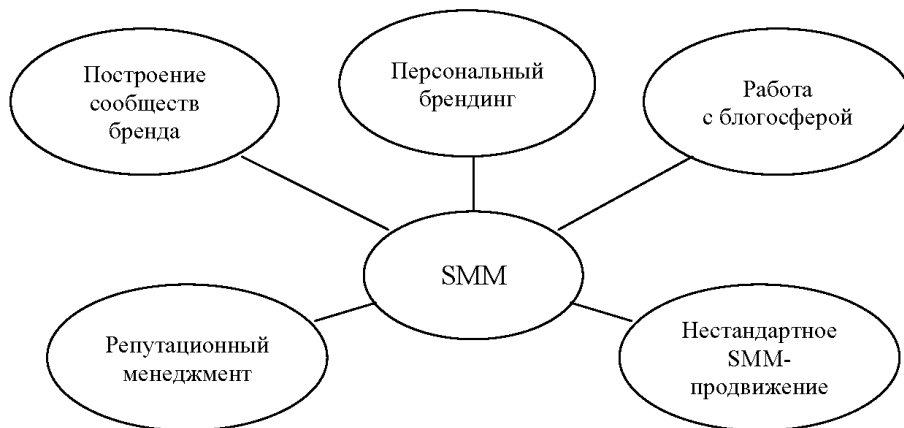 Построение
сообществ
бренда
Персональный
брендинг
Работа
с блогосферой
SMM
Репутационный
менеджмент
Нестандартное
SMM-
продвижение